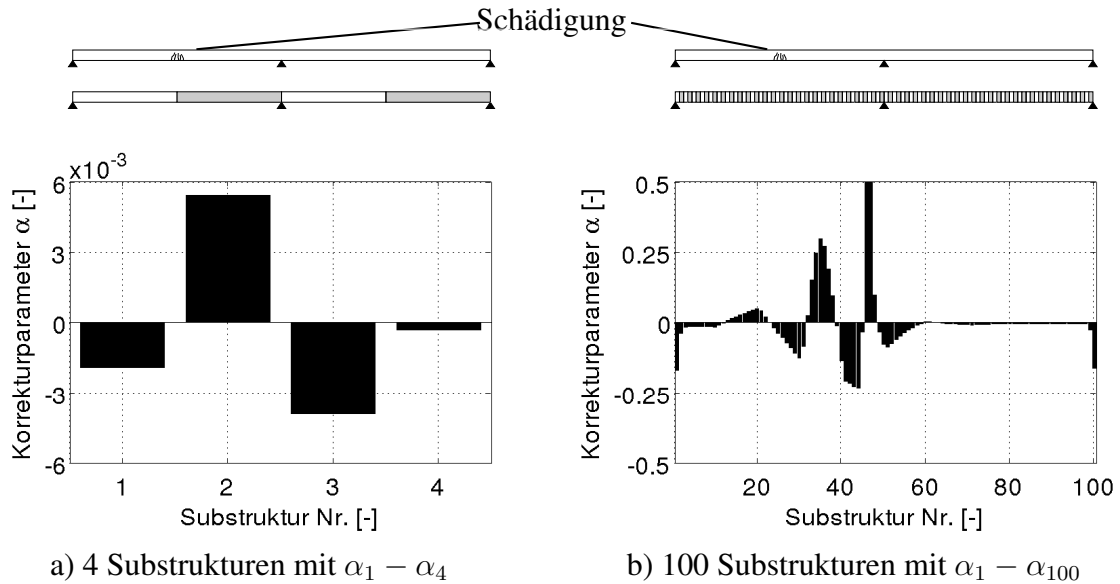 Schädigung
x10⁻³
6
3
0
-3
-6
Korrekturparameter α [-]
1 2 3 4
Substruktur Nr. [-]
a) 4 Substrukturen mit α₁ − α₄
0.5
0.25
0
-0.25
-0.5
Korrekturparameter α [-]
20 40 60 80 100
Substruktur Nr. [-]
b) 100 Substrukturen mit α₁ − α₁₀₀